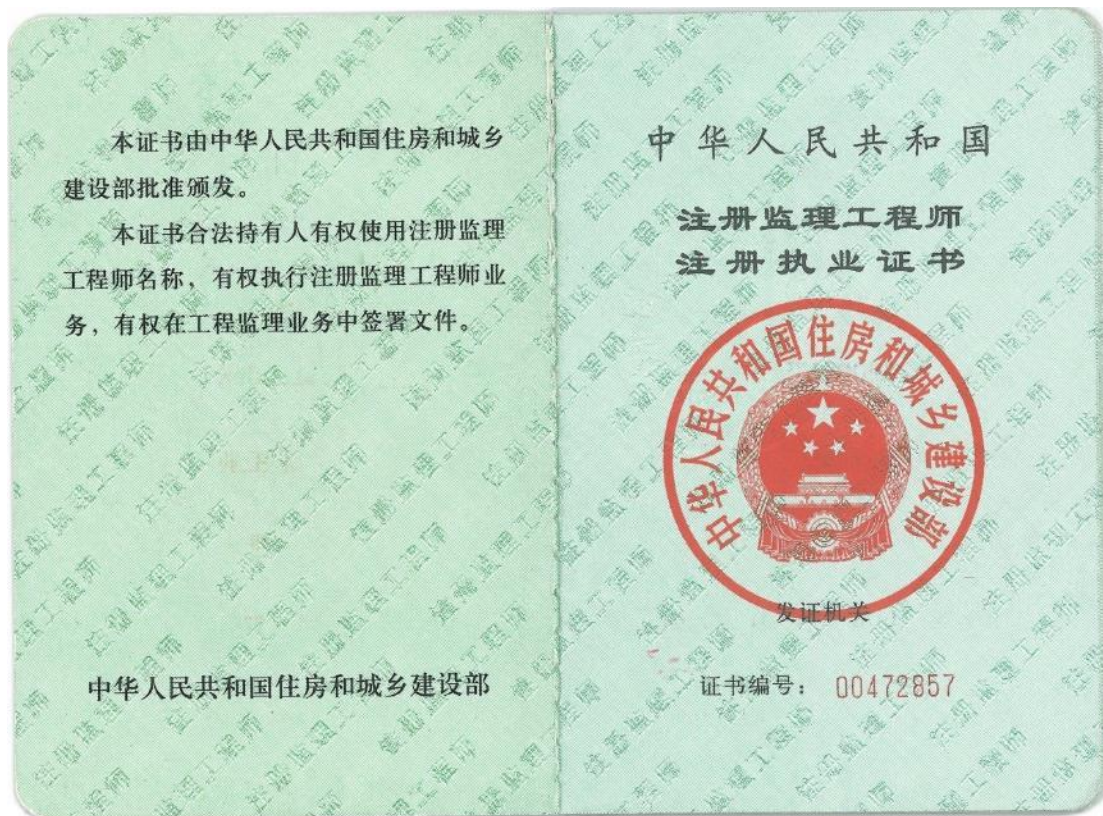 本证书由中华人民共和国住房和城乡
建设部批准颁发。
本证书合法持有人有权使用注册监理
工程师名称，有权执行注册监理工程师业
务，有权在工程监理业务中签署文件。
中华人民共和国住房和城乡建设部
中华人民共和国
注册监理工程师
注册执业证书
中华人民共和国住房和城乡建设部
发证机关
证书编号： 00472857